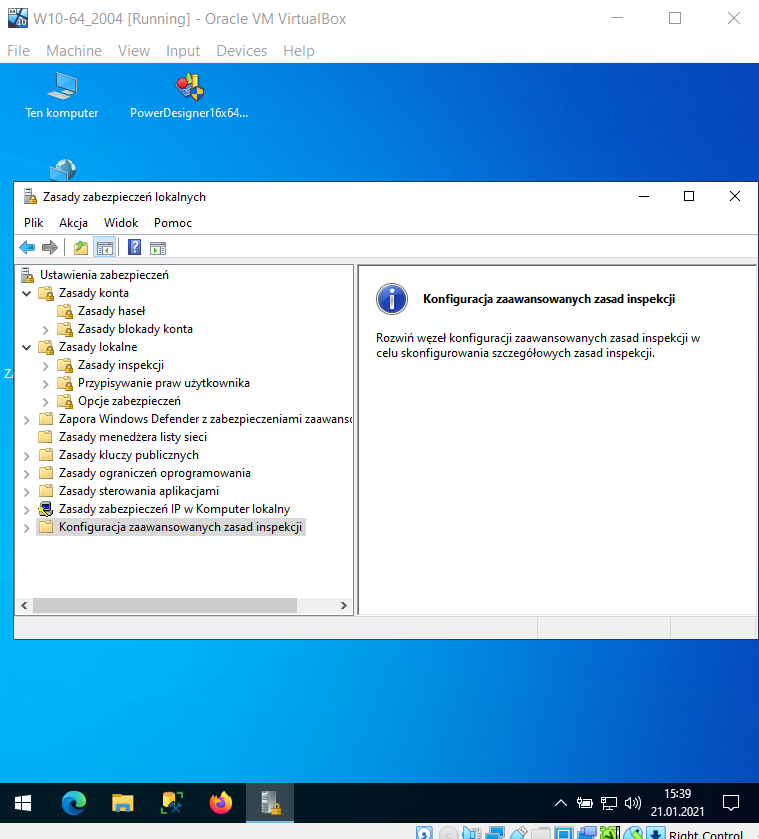 W10-64_2004 [Running] - Oracle VM VirtualBox
File Machine View Input Devices Help
Ten komputer
PowerDesigner16x64...
Zasady zabezpieczeń lokalnych
Plik Akcja Widok Pomoc
Ustawienia zabezpieczeń
Zasady konta
Zasady haseł
Zasady blokady konta
Zasady lokalne
Zasady inspekcji
Przypisywanie praw użytkownika
Opcje zabezpieczeń
Zapora Windows Defender z zabezpieczeniami zaawans
Zasady menedżera listy sieci
Zasady kluczy publicznych
Zasady ograniczeń oprogramowania
Zasady sterowania aplikacjami
Zasady zabezpieczeń IP w Komputer lokalny
Konfiguracja zaawansowanych zasad inspekcji
Konfiguracja zaawansowanych zasad inspekcji
Rozwiń węzeł konfiguracji zaawansowanych zasad inspekcji w
celu skonfigurowania szczegółowych zasad inspekcji.
15:39
21.01.2021
Right Control